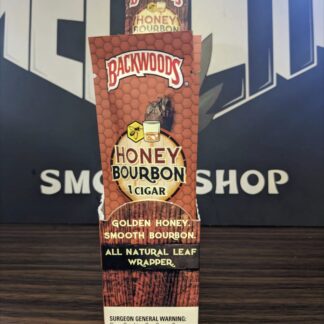 HONEY
BOURBON
BACKWOODS
HONEY
BOURBON
1 CIGAR
SMO SHOP
GOLDEN HONEY.
SMOOTH BOURBON.
ALL NATURAL LEAF
WRAPPER.
SURGEON GENERAL WARNING: